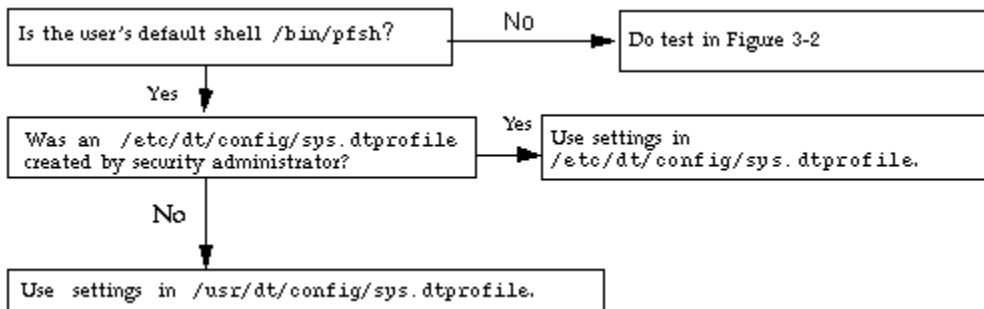 Is the user's default shell /bin/pfsh?
No
Do test in Figure 3-2
Yes
Was an /etc/dt/config/sys.dtprofile
created by security administrator?
Yes
Use settings in
/etc/dt/config/sys.dtprofile.
No
Use settings in /usr/dt/config/sys.dtprofile.